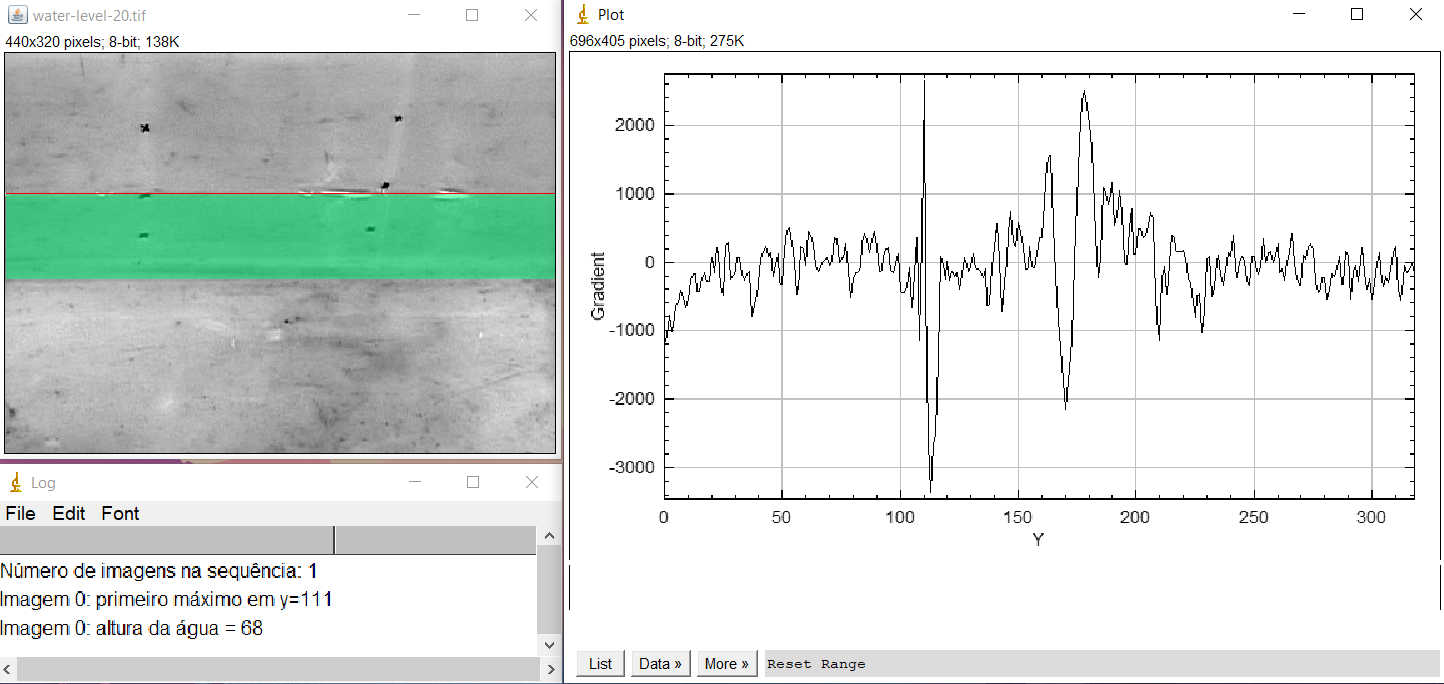 water-level-20.tif
440x320 pixels; 8-bit; 138K
Plot
696x405 pixels; 8-bit; 275K
2000
1000
0
-1000
-2000
-3000
Gradient
0 50 100 150 200 250 300
Y
Log
File Edit Font
Número de imagens na sequência: 1
Imagem 0: primeiro máximo em y=111
Imagem 0: altura da água = 68
List Data » More » Reset Range